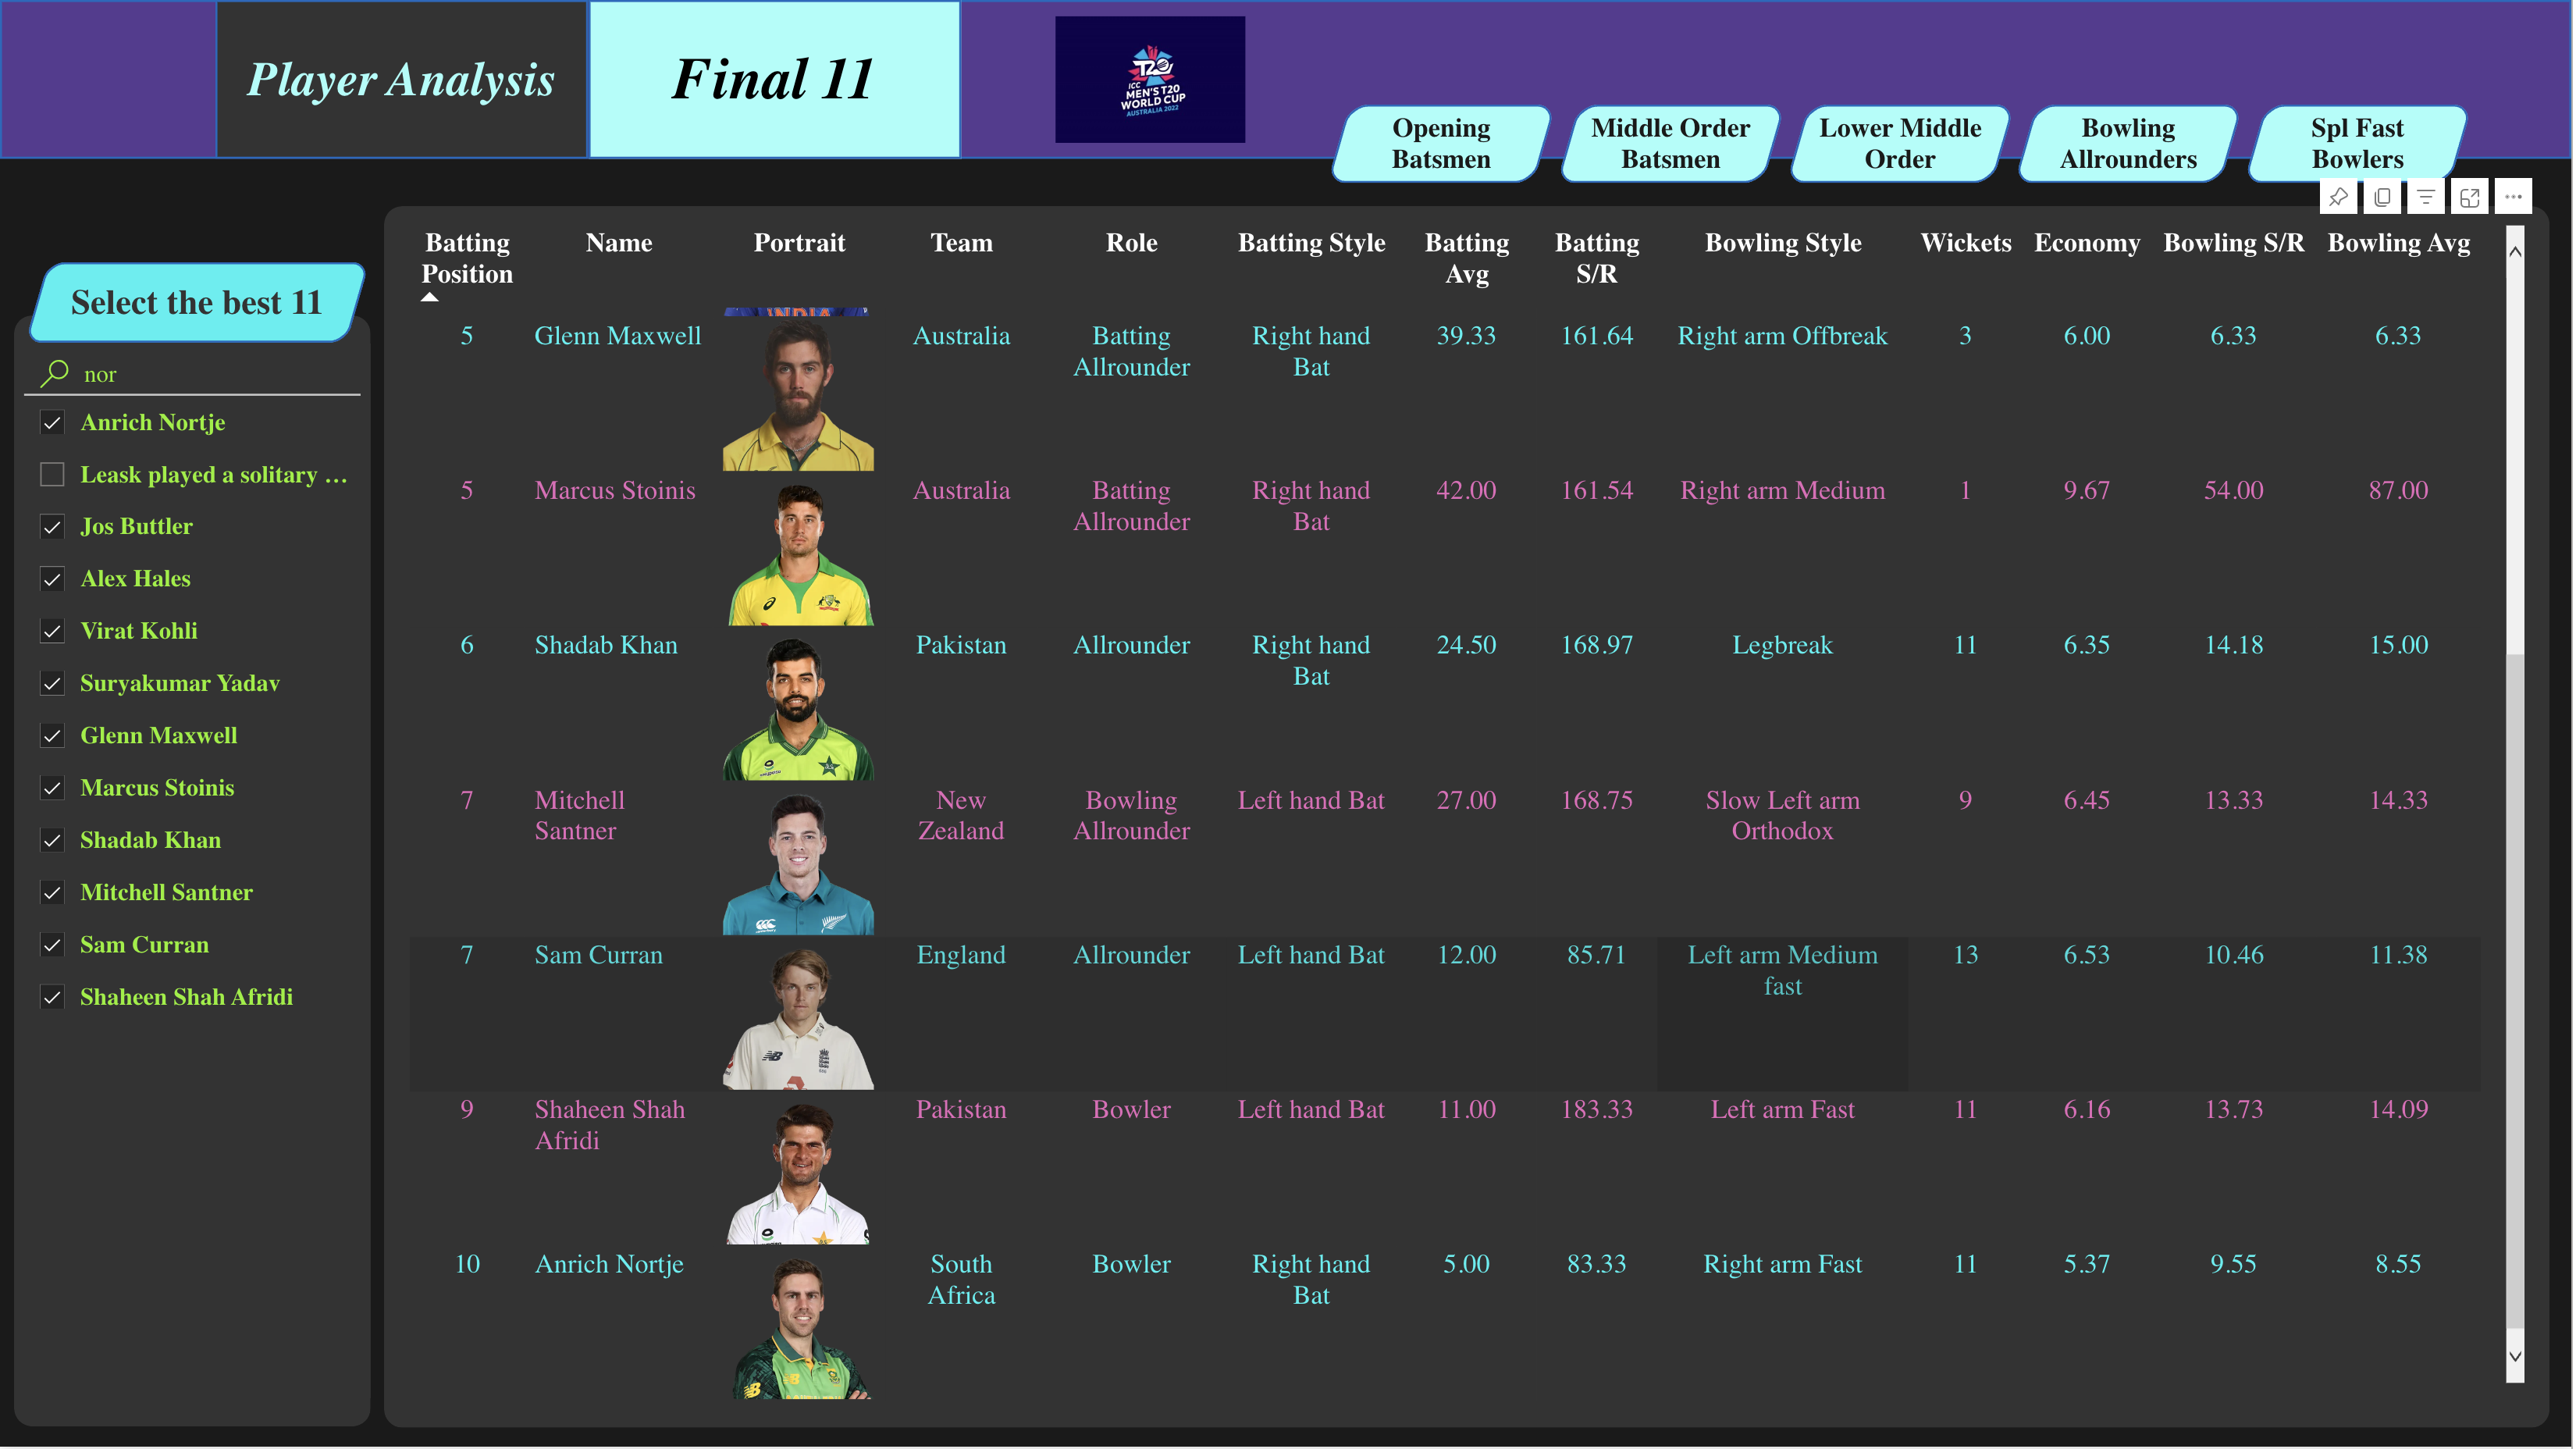 Player Analysis
Final 11
T20
ICC
MEN'S T20
WORLD CUP
AUSTRALIA 2022
Opening
Batsmen
Middle Order
Batsmen
Lower Middle
Order
Bowling
Allrounders
Spl Fast
Bowlers
Select the best 11
nor
Anrich Nortje
Leask played a solitary …
Jos Buttler
Alex Hales
Virat Kohli
Suryakumar Yadav
Glenn Maxwell
Marcus Stoinis
Shadab Khan
Mitchell Santner
Sam Curran
Shaheen Shah Afridi
Batting Name Portrait Team Role Batting Style Batting Batting Bowling Style Wickets Economy Bowling S/R Bowling Avg
Position Avg S/R
INDIA
5 Glenn Maxwell Australia Batting Right hand 39.33 161.64 Right arm Offbreak 3 6.00 6.33 6.33
Allrounder Bat
5 Marcus Stoinis Australia Batting Right hand 42.00 161.54 Right arm Medium 1 9.67 54.00 87.00
Allrounder Bat
6 Shadab Khan Pakistan Allrounder Right hand 24.50 168.97 Legbreak 11 6.35 14.18 15.00
Bat
7 Mitchell New Bowling Left hand Bat 27.00 168.75 Slow Left arm 9 6.45 13.33 14.33
Santner Zealand Allrounder Orthodox
7 Sam Curran England Allrounder Left hand Bat 12.00 85.71 Left arm Medium 13 6.53 10.46 11.38
fast
9 Shaheen Shah Pakistan Bowler Left hand Bat 11.00 183.33 Left arm Fast 11 6.16 13.73 14.09
Afridi
10 Anrich Nortje South Bowler Right hand 5.00 83.33 Right arm Fast 11 5.37 9.55 8.55
Africa Bat